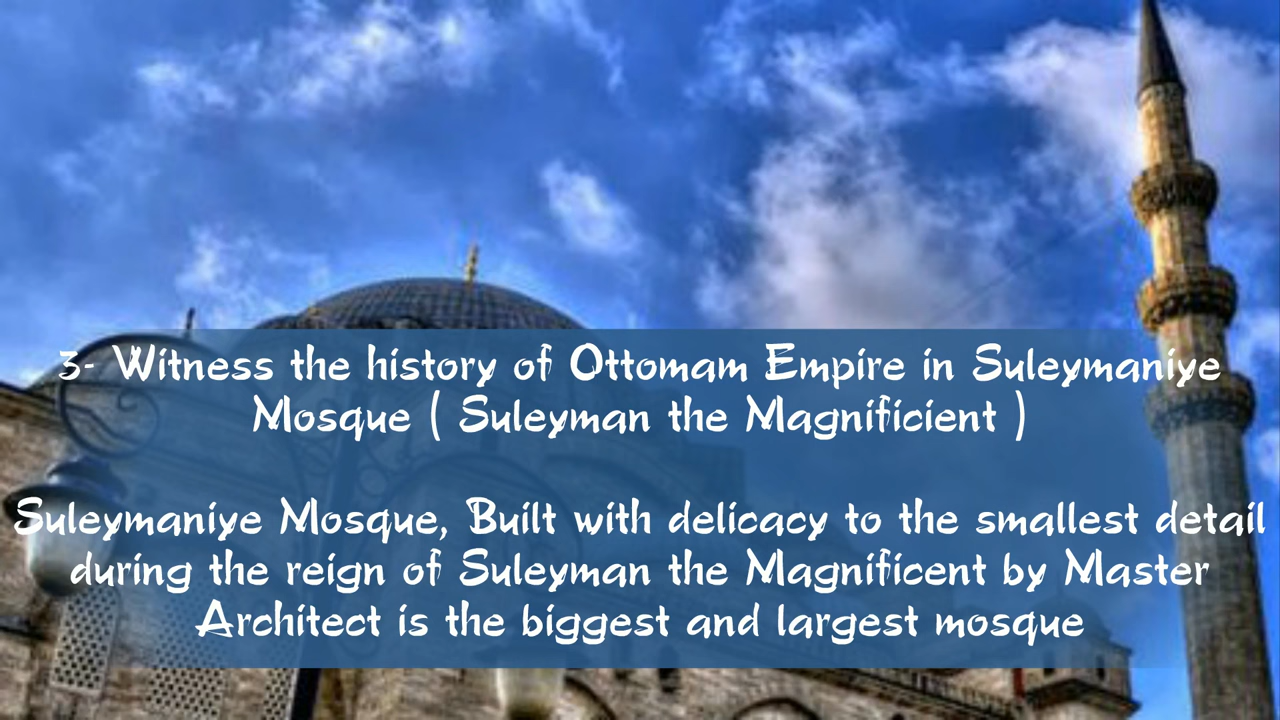 3- Witness the history of Ottomam Empire in Suleymaniye
Mosque ( Suleyman the Magnificient )
Suleymaniye Mosque, Built with delicacy to the smallest detail
during the reign of Suleyman the Magnificent by Master
Architect is the biggest and largest mosque